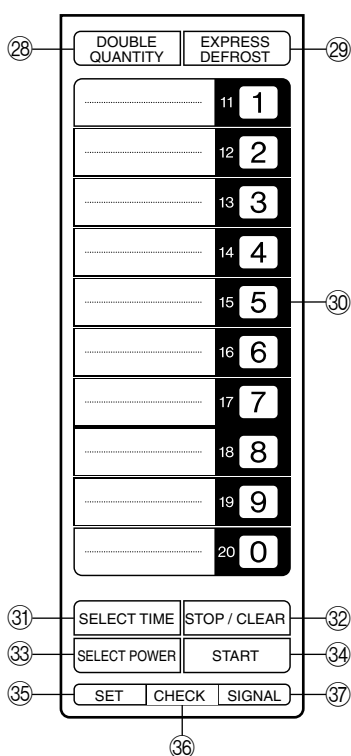 28 DOUBLE QUANTITY EXPRESS DEFROST 29
11 1
12 2
13 3
14 4
15 5 30
16 6
17 7
18 8
19 9
20 0
31 SELECT TIME STOP / CLEAR 32
33 SELECT POWER START 34
35 SET CHECK SIGNAL 37
36